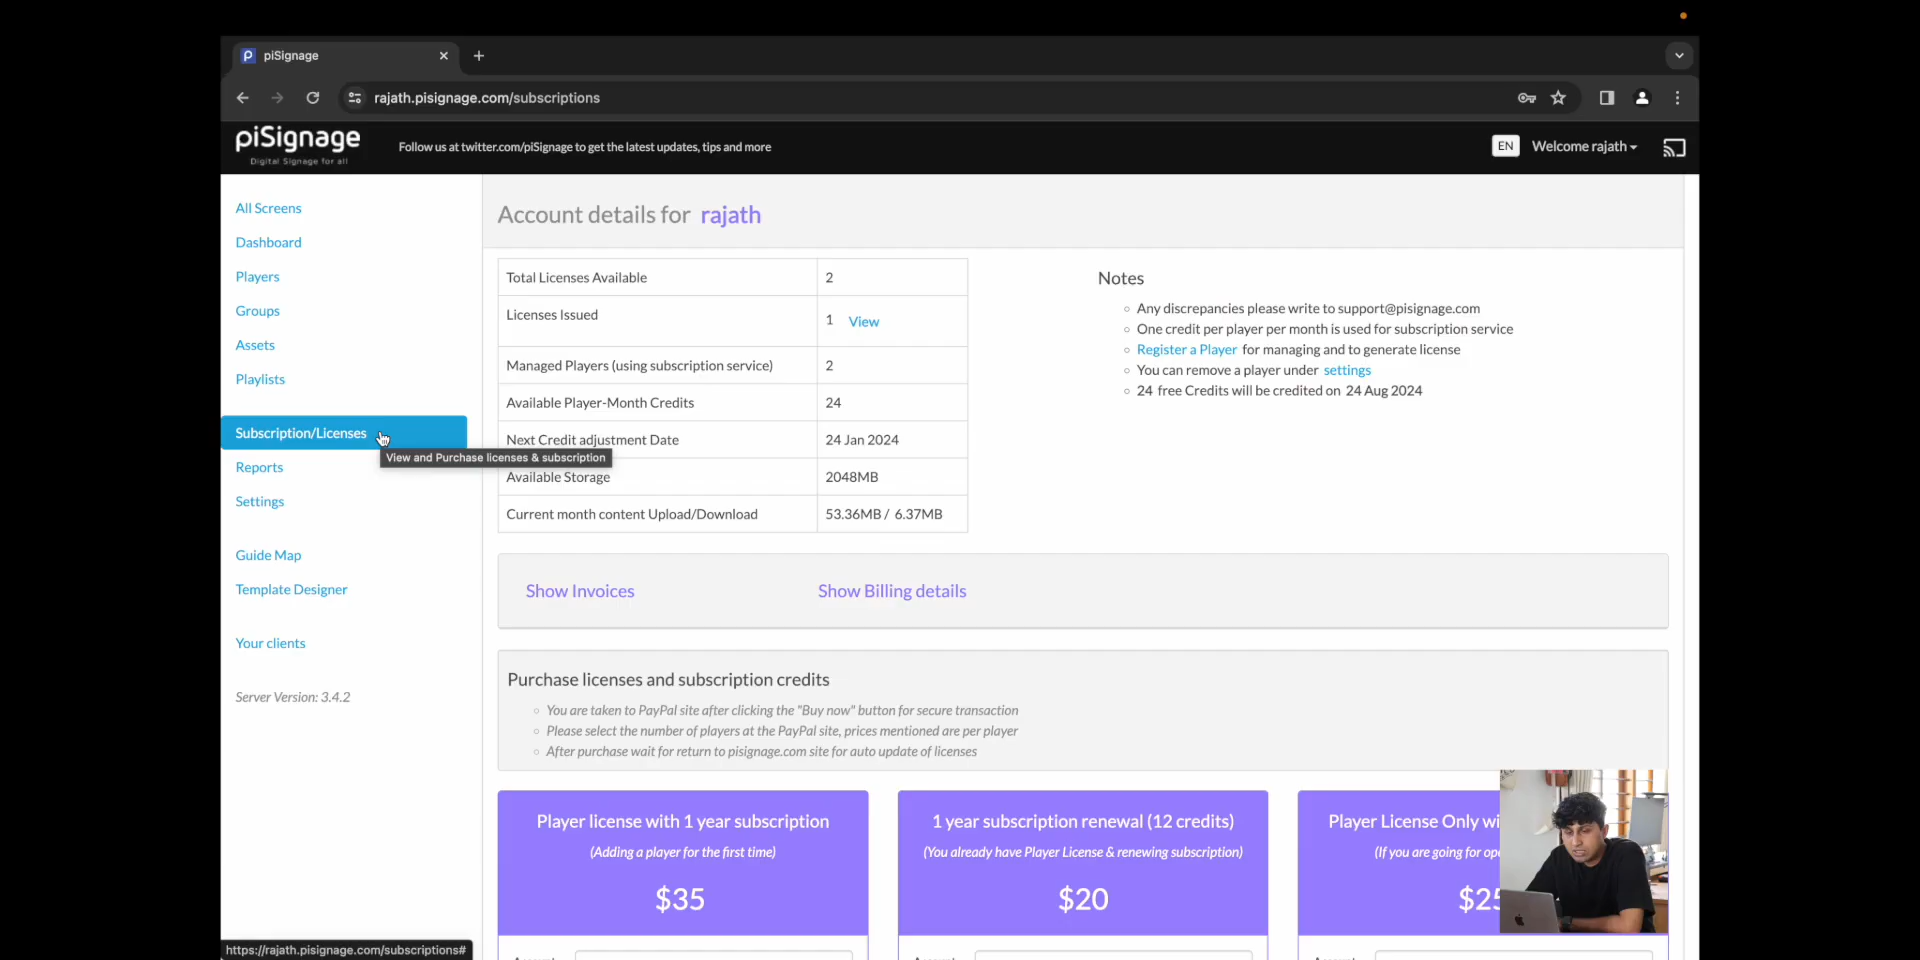 piSignage
rajath.pisignage.com/subscriptions
piSignage
Digital Signage for all
Follow us at twitter.com/piSignage to get the latest updates, tips and more
EN
Welcome rajath
All Screens
Dashboard
Players
Groups
Assets
Playlists
Subscription/Licenses
View and Purchase licenses & subscription
Reports
Settings
Guide Map
Template Designer
Your clients
Server Version: 3.4.2
Account details for rajath
Total Licenses Available 2
Licenses Issued 1 View
Managed Players (using subscription service) 2
Available Player-Month Credits 24
Next Credit adjustment Date 24 Jan 2024
Available Storage 2048MB
Current month content Upload/Download 53.36MB / 6.37MB
Notes
Any discrepancies please write to support@pisignage.com
One credit per player per month is used for subscription service
Register a Player for managing and to generate license
You can remove a player under settings
24 free Credits will be credited on 24 Aug 2024
Show Invoices Show Billing details
Purchase licenses and subscription credits
You are taken to PayPal site after clicking the "Buy now" button for secure transaction
Please select the number of players at the PayPal site, prices mentioned are per player
After purchase wait for return to pisignage.com site for auto update of licenses
Player license with 1 year subscription
(Adding a player for the first time)
$35
1 year subscription renewal (12 credits)
(You already have Player License & renewing subscription)
$20
Player License Only wi
(If you are going for ope
$25
https://rajath.pisignage.com/subscriptions#